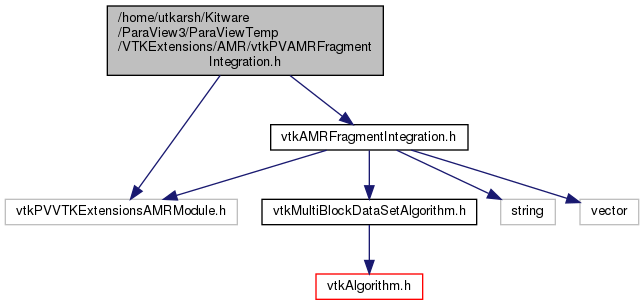 /home/utkarsh/Kitware
/ParaView3/ParaViewTemp
/VTKExtensions/AMR/vtkPVAMRFragment
Integration.h
vtkAMRFragmentIntegration.h
vtkPVVTKExtensionsAMRModule.h
vtkMultiBlockDataSetAlgorithm.h
string
vector
vtkAlgorithm.h